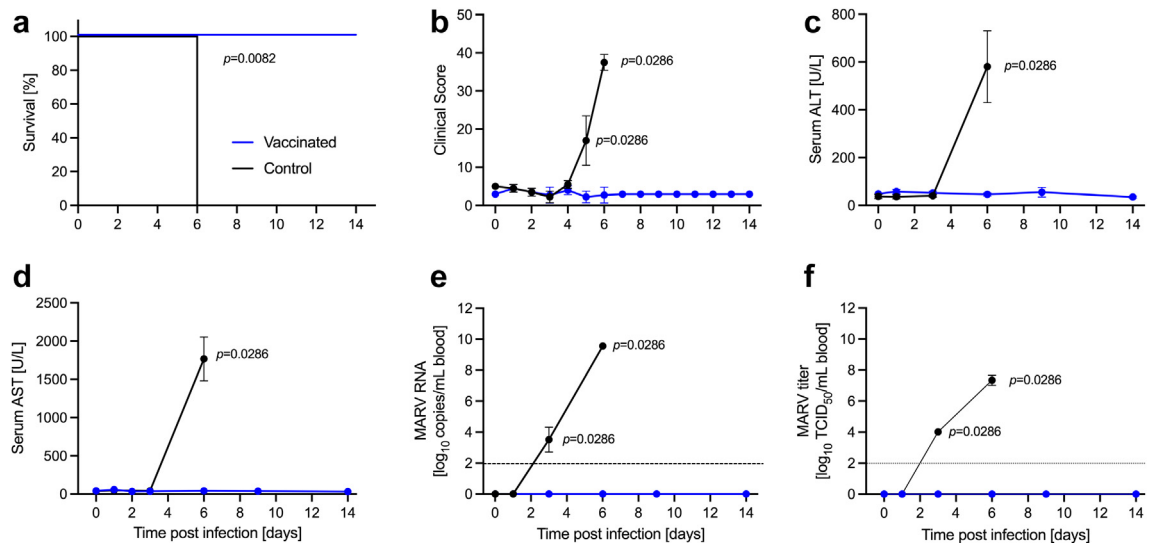 a
Survival [%]
100
80
60
40
20
0
0 2 4 6 8 10 12 14
p=0.0082
Vaccinated
Control
b
Clinical Score
50
40
30
20
10
0
0 2 4 6 8 10 12 14
p=0.0286
p=0.0286
c
Serum ALT [U/L]
800
600
400
200
0
0 2 4 6 8 10 12 14
p=0.0286
d
Serum AST [U/L]
2500
2000
1500
1000
500
0
0 2 4 6 8 10 12 14
Time post infection [days]
p=0.0286
e
MARV RNA
[log10 copies/mL blood]
12
10
8
6
4
2
0
0 2 4 6 8 10 12 14
Time post infection [days]
p=0.0286
p=0.0286
f
MARV titer
[log10 TCID50/mL blood]
12
10
8
6
4
2
0
0 2 4 6 8 10 12 14
Time post infection [days]
p=0.0286
p=0.0286